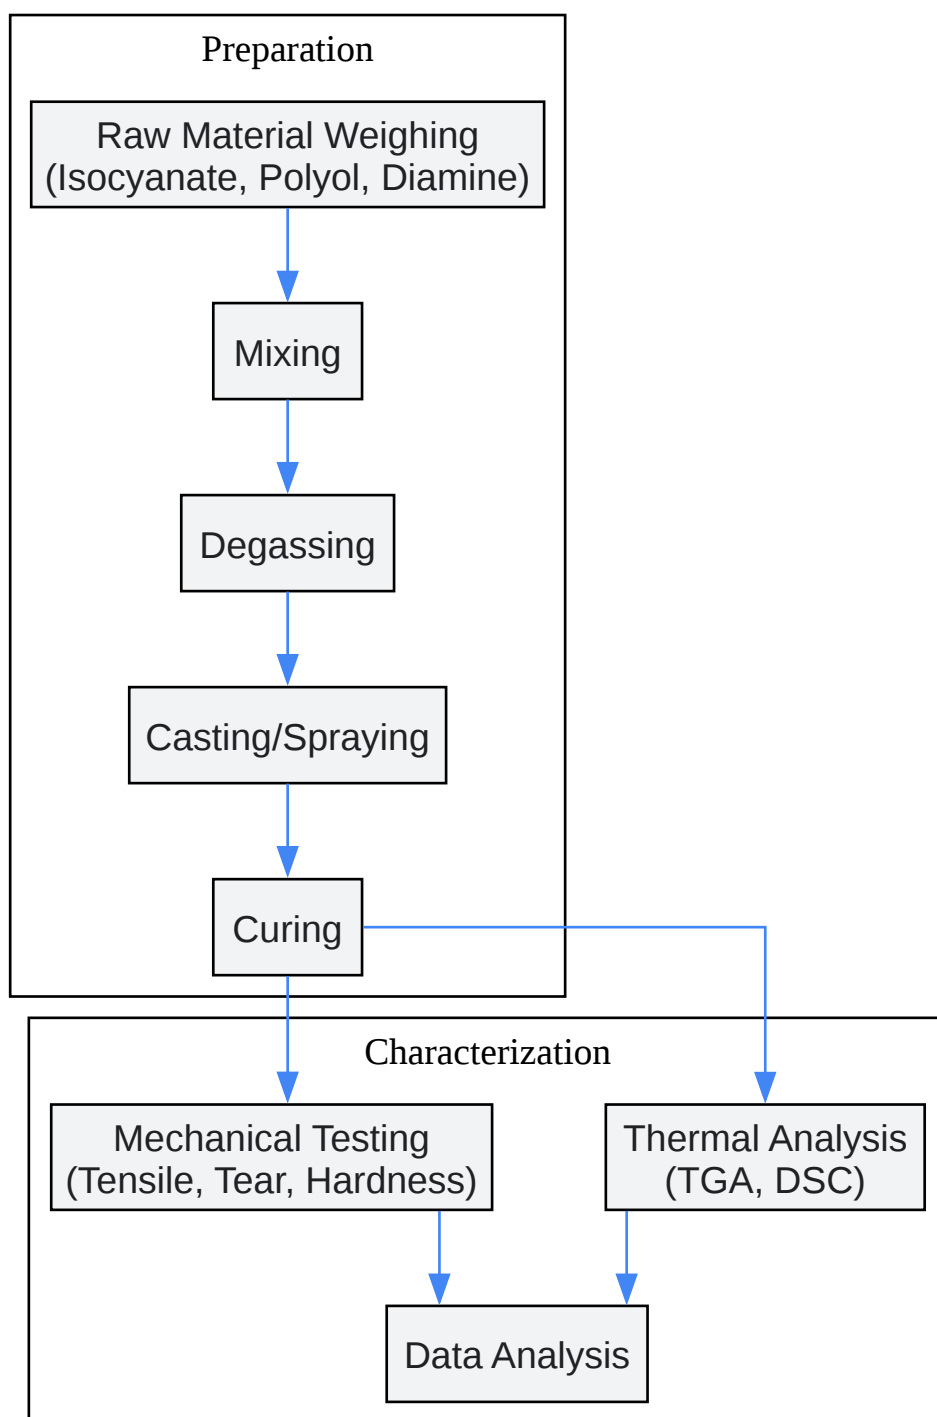 Preparation
Raw Material Weighing
(Isocyanate, Polyol, Diamine)
Mixing
Degassing
Casting/Spraying
Curing
Characterization
Mechanical Testing
(Tensile, Tear, Hardness)
Thermal Analysis
(TGA, DSC)
Data Analysis